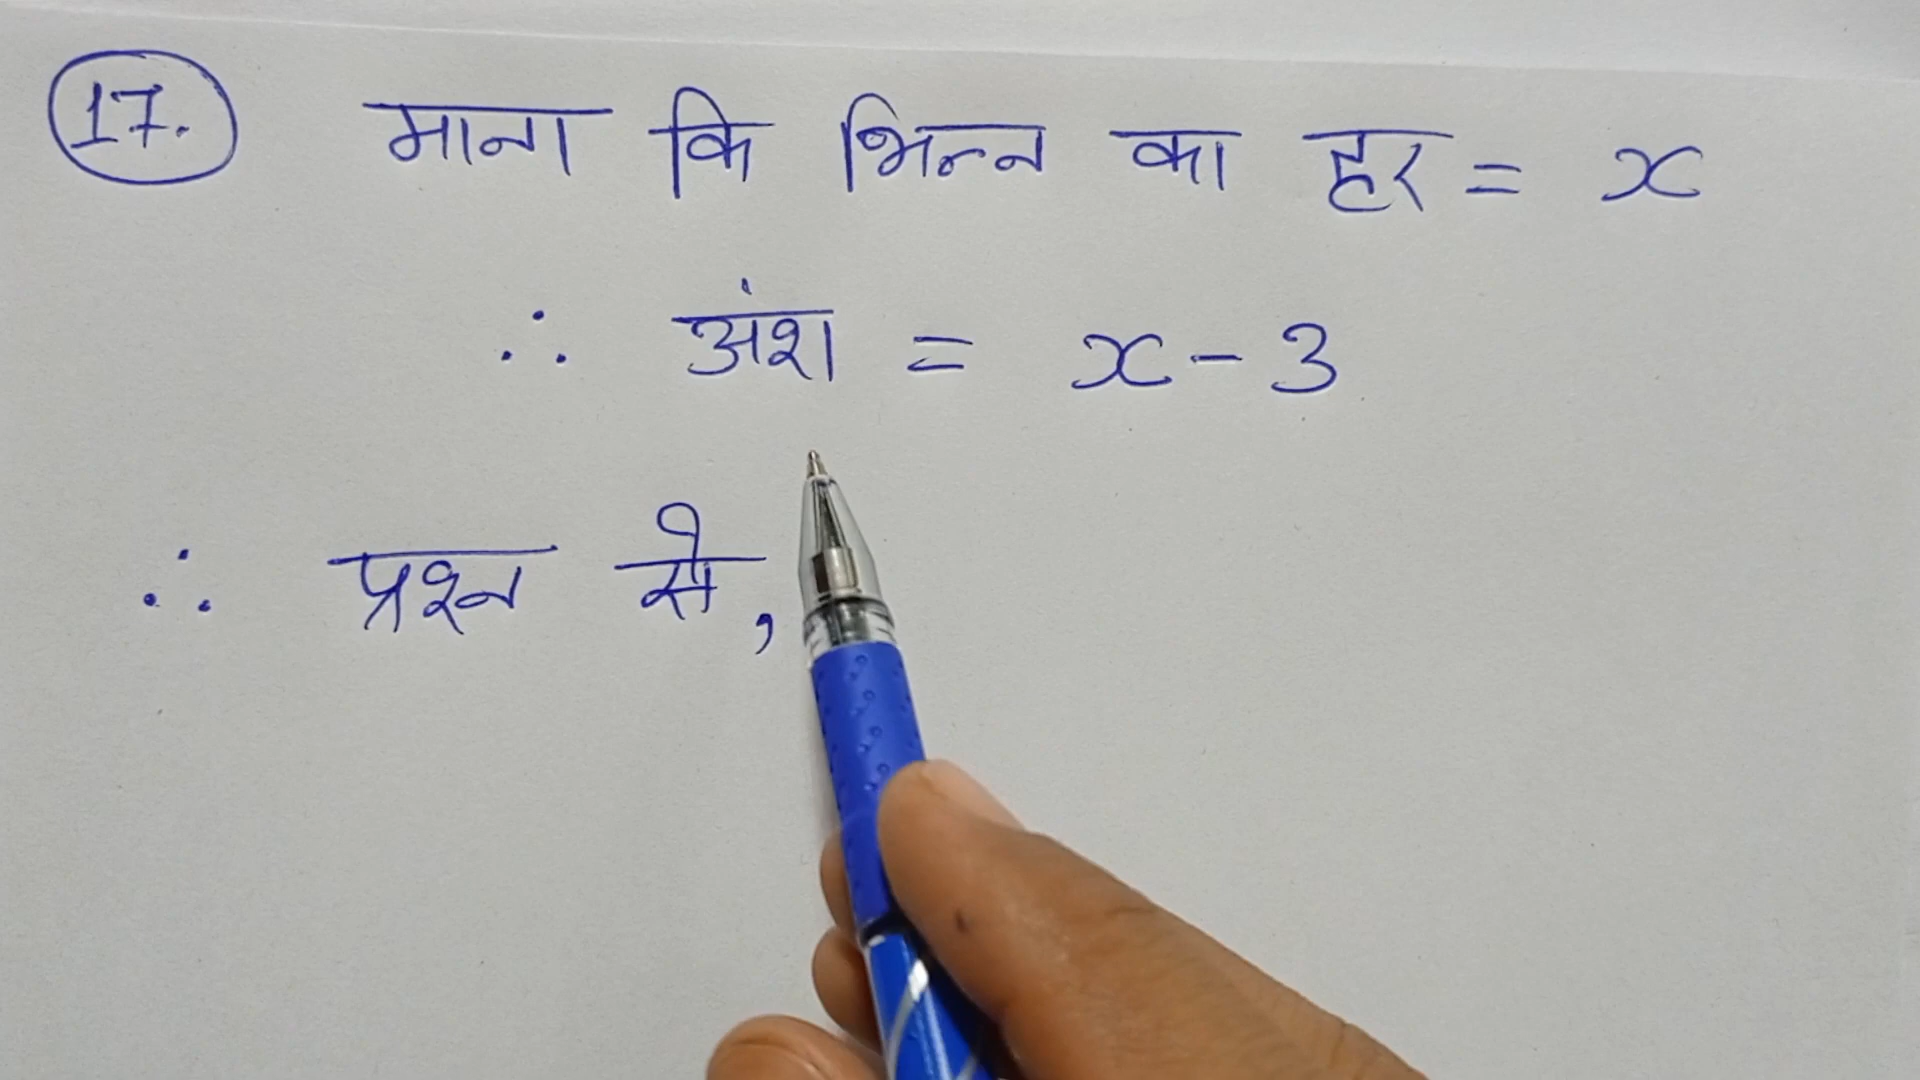 17. माना कि भिन्न का हर = x
∴ अंश = x - 3
∴ प्रश्न से,